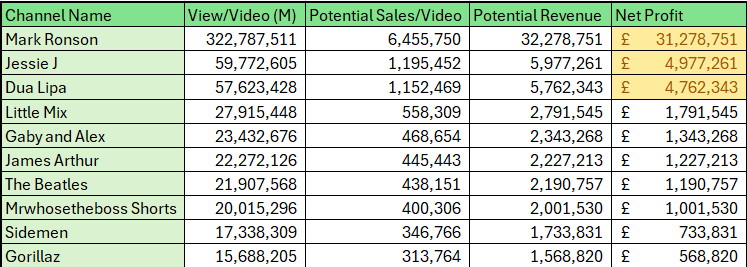 Channel Name View/Video (M) Potential Sales/Video Potential Revenue Net Profit
Mark Ronson 322,787,511 6,455,750 32,278,751 £ 31,278,751
Jessie J 59,772,605 1,195,452 5,977,261 £ 4,977,261
Dua Lipa 57,623,428 1,152,469 5,762,343 £ 4,762,343
Little Mix 27,915,448 558,309 2,791,545 £ 1,791,545
Gaby and Alex 23,432,676 468,654 2,343,268 £ 1,343,268
James Arthur 22,272,126 445,443 2,227,213 £ 1,227,213
The Beatles 21,907,568 438,151 2,190,757 £ 1,190,757
Mrwhosetheboss Shorts 20,015,296 400,306 2,001,530 £ 1,001,530
Sidemen 17,338,309 346,766 1,733,831 £ 733,831
Gorillaz 15,688,205 313,764 1,568,820 £ 568,820